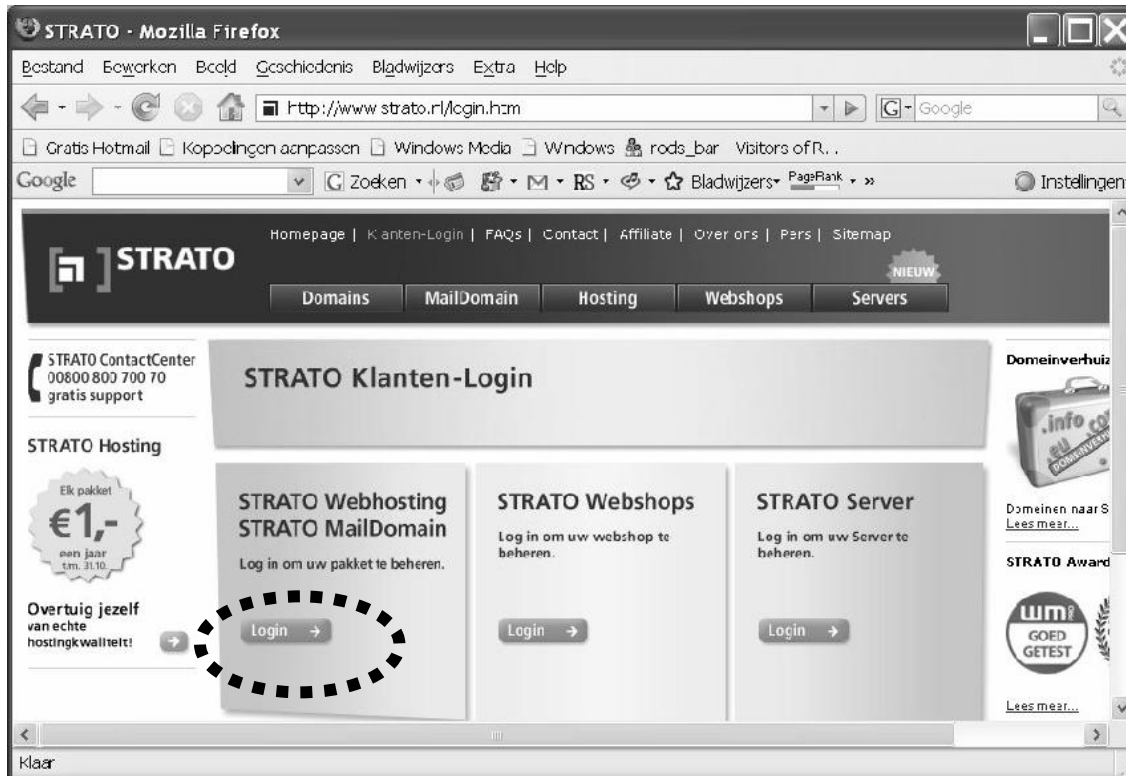 STRATO - Mozilla Firefox
Bestand Bewerken Beeld Geschiedenis Bladwijzers Extra Help
http://www.strato.nl/login.htm
G Google
Gratis Hotmail Koppelingen aanpassen Windows Media Windows rods_bar Visitors of R...
Google G Zoeken RS Bladwijzers PageRank » Instellingen
Homepage | Klanten-Login | FAQs | Contact | Affiliate | Over ons | Pers | Sitemap
STRATO
NIEUW
Domains MailDomain Hosting Webshops Servers
STRATO ContactCenter
00800 800 700 70
gratis support
STRATO Hosting
Elk pakket
€1,-
een jaar
t.m. 31.10.
Overtuig jezelf
van echte
hostingkwaliteit!
STRATO Klanten-Login
STRATO Webhosting
STRATO MailDomain
Log in om uw pakket te beheren.
Login
STRATO Webshops
Log in om uw webshop te
beheren.
Login
STRATO Server
Log in om uw Server te
beheren.
Login
Domeinverhuiz
.info
.eu
Domeinen naar S
Lees meer...
STRATO Award
wm
GOED
GETEST
Lees meer...
Klaar